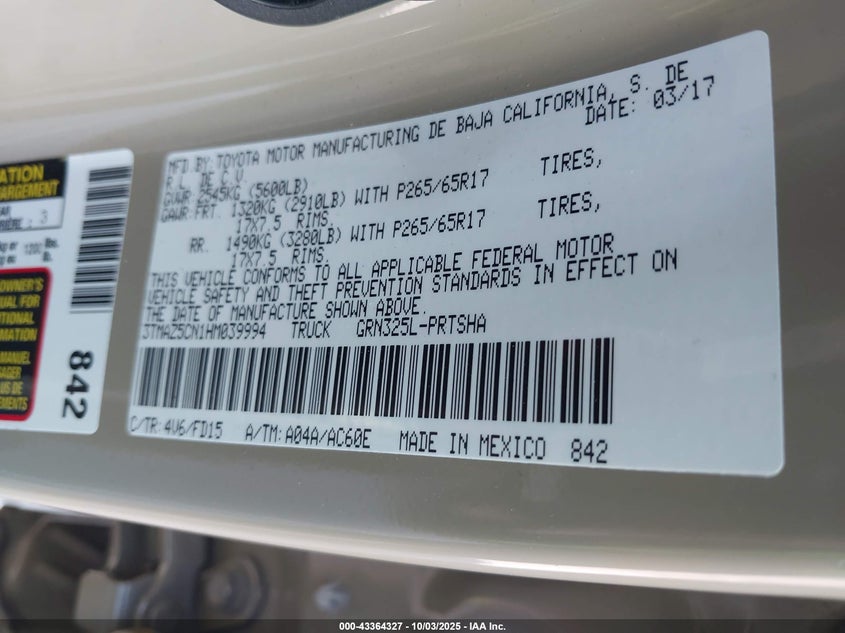 MFD. BY: TOYOTA MOTOR MANUFACTURING DE BAJA CALIFORNIA, S. DE
R.L. DE C.V. DATE: 03/17
GVWR: 2545KG (5600LB)
GAWR: FRT. 1320KG (2910LB) WITH P265/65R17 TIRES,
17X7.5 RIMS.
RR. 1490KG (3280LB) WITH P265/65R17 TIRES,
17X7.5 RIMS.
THIS VEHICLE CONFORMS TO ALL APPLICABLE FEDERAL MOTOR
VEHICLE SAFETY AND THEFT PREVENTION STANDARDS IN EFFECT ON
THE DATE OF MANUFACTURE SHOWN ABOVE.
3TMAZ5CN1HM039994 TRUCK GRN325L-PRTSHA
C/TR: 4V6/FD15 A/TM: A04A/AC60E MADE IN MEXICO 842
3
1200 lbs.
lb.
842
000-43364327 | 10/03/2025 | IAA Inc.